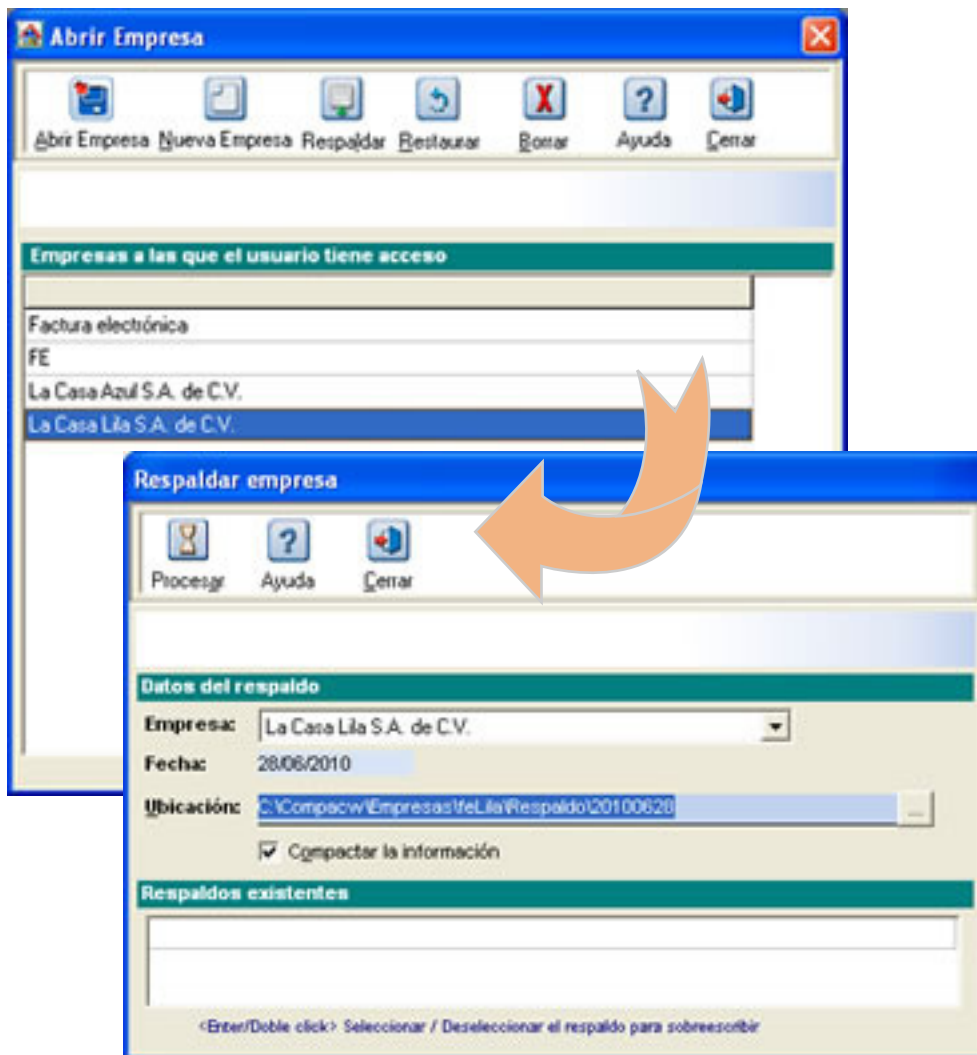 Abrir Empresa
Abrir Empresa Nueva Empresa Respaldar Restaurar Borrar Ayuda Cerrar
Empresas a las que el usuario tiene acceso
Factura electrónica
FE
La Casa Azul S.A. de C.V.
La Casa Lila S.A. de C.V.
Respaldar empresa
Procesar Ayuda Cerrar
Datos del respaldo
Empresa: La Casa Lila S.A. de C.V.
Fecha: 28/06/2010
Ubicación: C:\Compacw\Empresas\feLila\Respaldo\20100628 ...
Compactar la información
Respaldos existentes
<Enter/Doble click> Seleccionar / Deseleccionar el respaldo para sobreescribir